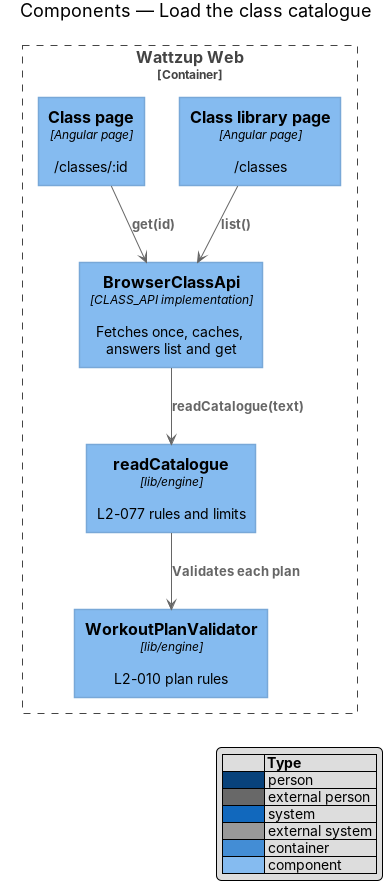 Components — Load the class catalogue
Wattzup Web
[Container]
Class page
[Angular page]
/classes/:id
Class library page
[Angular page]
/classes
get(id)
list()
BrowserClassApi
[CLASS_API implementation]
Fetches once, caches,
answers list and get
readCatalogue(text)
readCatalogue
[lib/engine]
L2-077 rules and limits
Validates each plan
WorkoutPlanValidator
[lib/engine]
L2-010 plan rules
Type
person
external person
system
external system
container
component